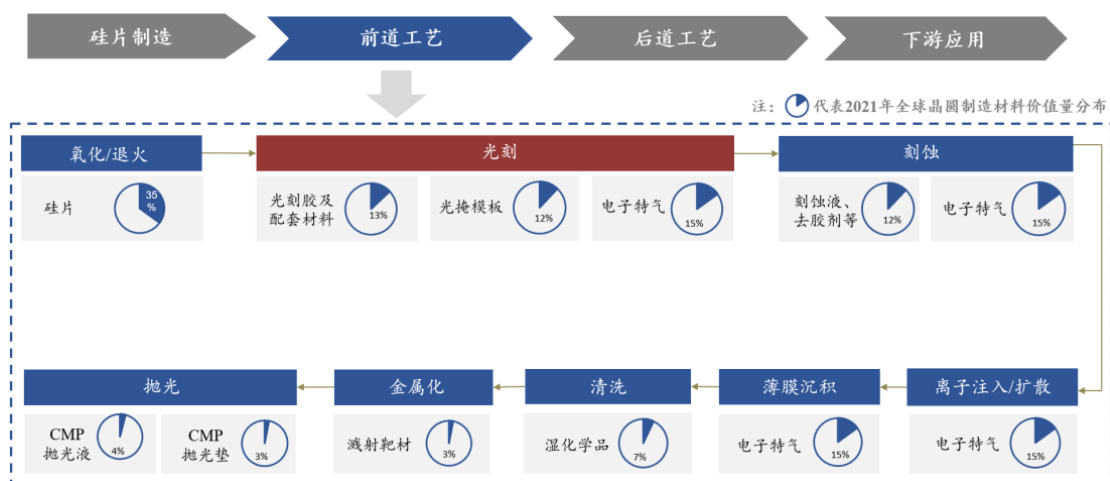 硅片制造
前道工艺
后道工艺
下游应用
注： 代表2021年全球晶圆制造材料价值量分布
氧化/退火
光刻
刻蚀
硅片
35
%
光刻胶及
配套材料
13%
光掩模板
12%
电子特气
15%
刻蚀液、
去胶剂等
12%
电子特气
15%
抛光
金属化
清洗
薄膜沉积
离子注入/扩散
CMP
抛光液
4%
CMP
抛光垫
3%
溅射靶材
3%
湿化学品
7%
电子特气
15%
电子特气
15%